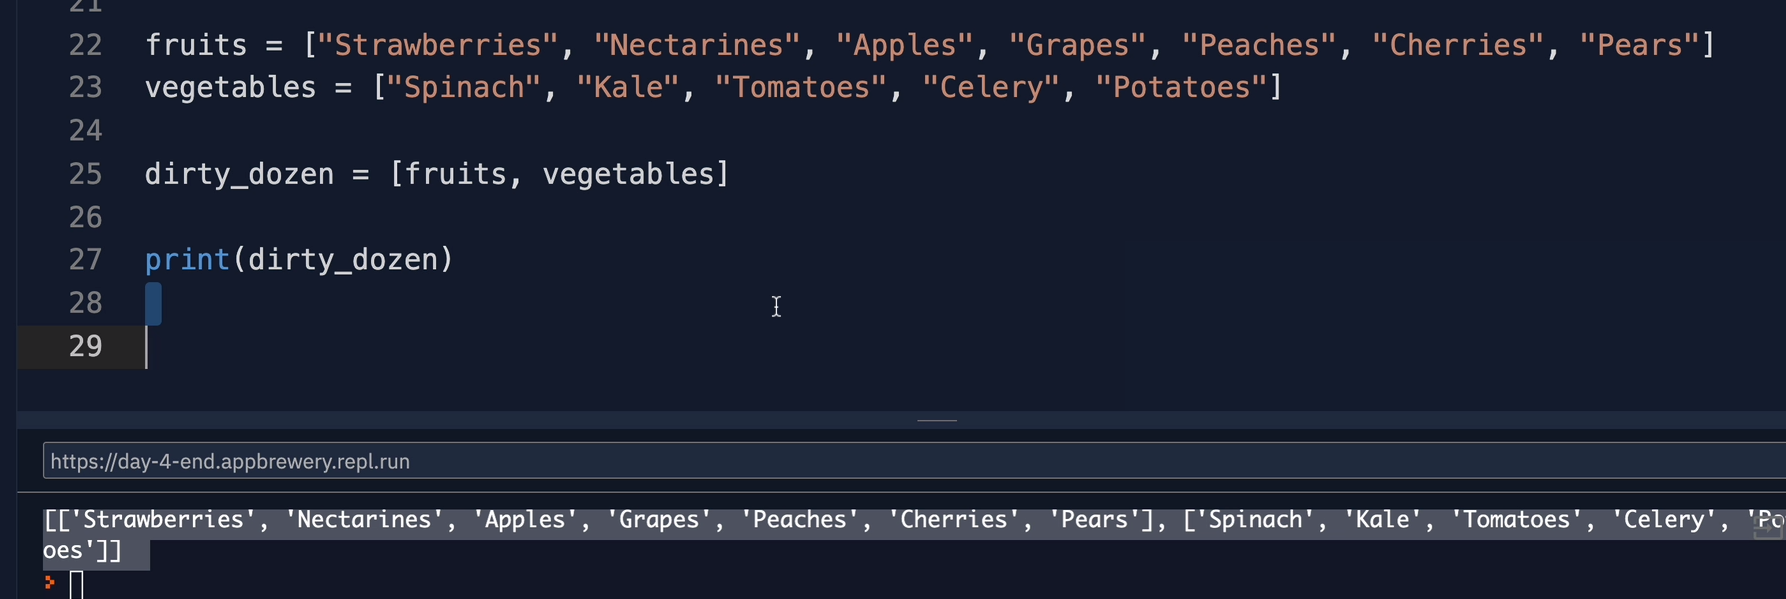 21
22 fruits = ["Strawberries", "Nectarines", "Apples", "Grapes", "Peaches", "Cherries", "Pears"]
23 vegetables = ["Spinach", "Kale", "Tomatoes", "Celery", "Potatoes"]
24
25 dirty_dozen = [fruits, vegetables]
26
27 print(dirty_dozen)
28
29
https://day-4-end.appbrewery.repl.run
[['Strawberries', 'Nectarines', 'Apples', 'Grapes', 'Peaches', 'Cherries', 'Pears'], ['Spinach', 'Kale', 'Tomatoes', 'Celery', 'Po
oes']]